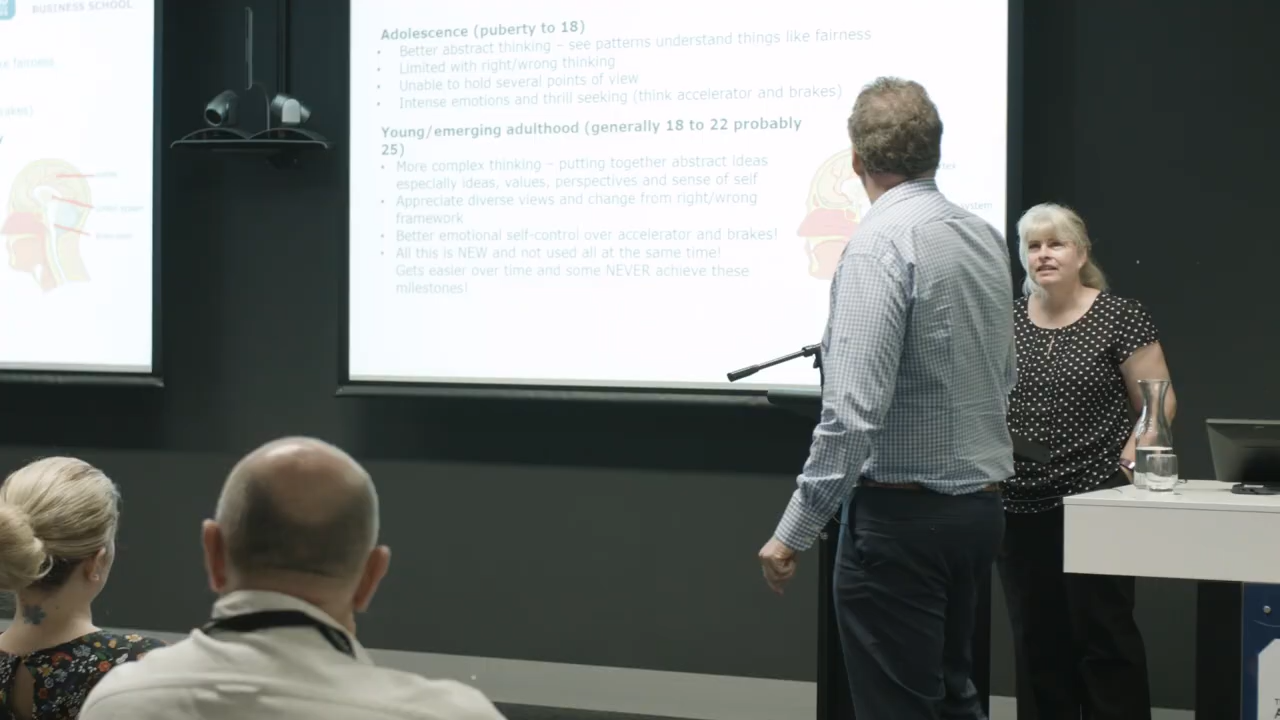 BUSINESS SCHOOL
Adolescence (puberty to 18)
• Better abstract thinking – see patterns understand things like fairness
• Limited with right/wrong thinking
• Unable to hold several points of view
• Intense emotions and thrill seeking (think accelerator and brakes)
Young/emerging adulthood (generally 18 to 22 probably
25)
• More complex thinking – putting together abstract ideas
especially ideas, values, perspectives and sense of self
• Appreciate diverse views and change from right/wrong
framework
• Better emotional self-control over accelerator and brakes!
• All this is NEW and not used all at the same time!
Gets easier over time and some NEVER achieve these
milestones!
system
fairness